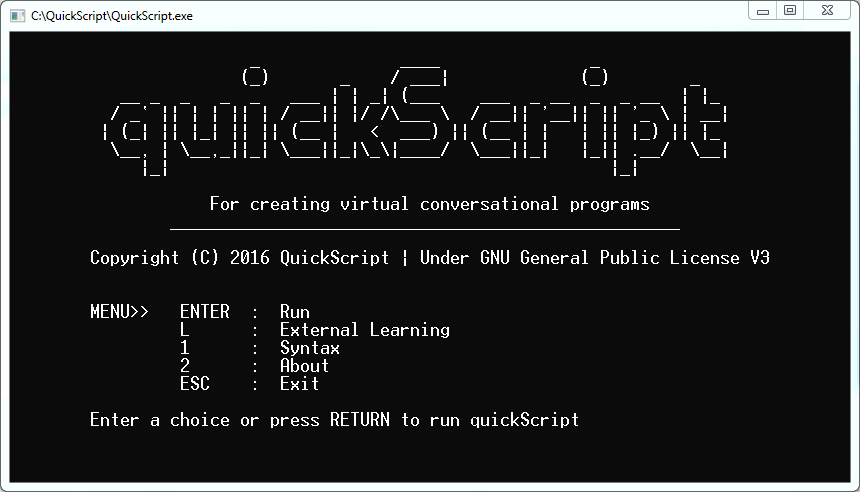 C:\QuickScript\QuickScript.exe
quickScript
For creating virtual conversational programs
Copyright (C) 2016 QuickScript | Under GNU General Public License V3
MENU>> ENTER : Run
L : External Learning
1 : Syntax
2 : About
ESC : Exit
Enter a choice or press RETURN to run quickScript